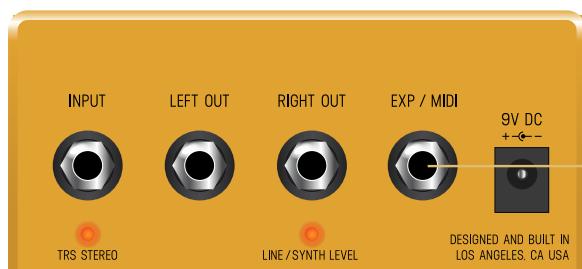 INPUT
LEFT OUT
RIGHT OUT
EXP / MIDI
9V DC
+ -
TRS STEREO
LINE / SYNTH LEVEL
DESIGNED AND BUILT IN
LOS ANGELES, CA USA